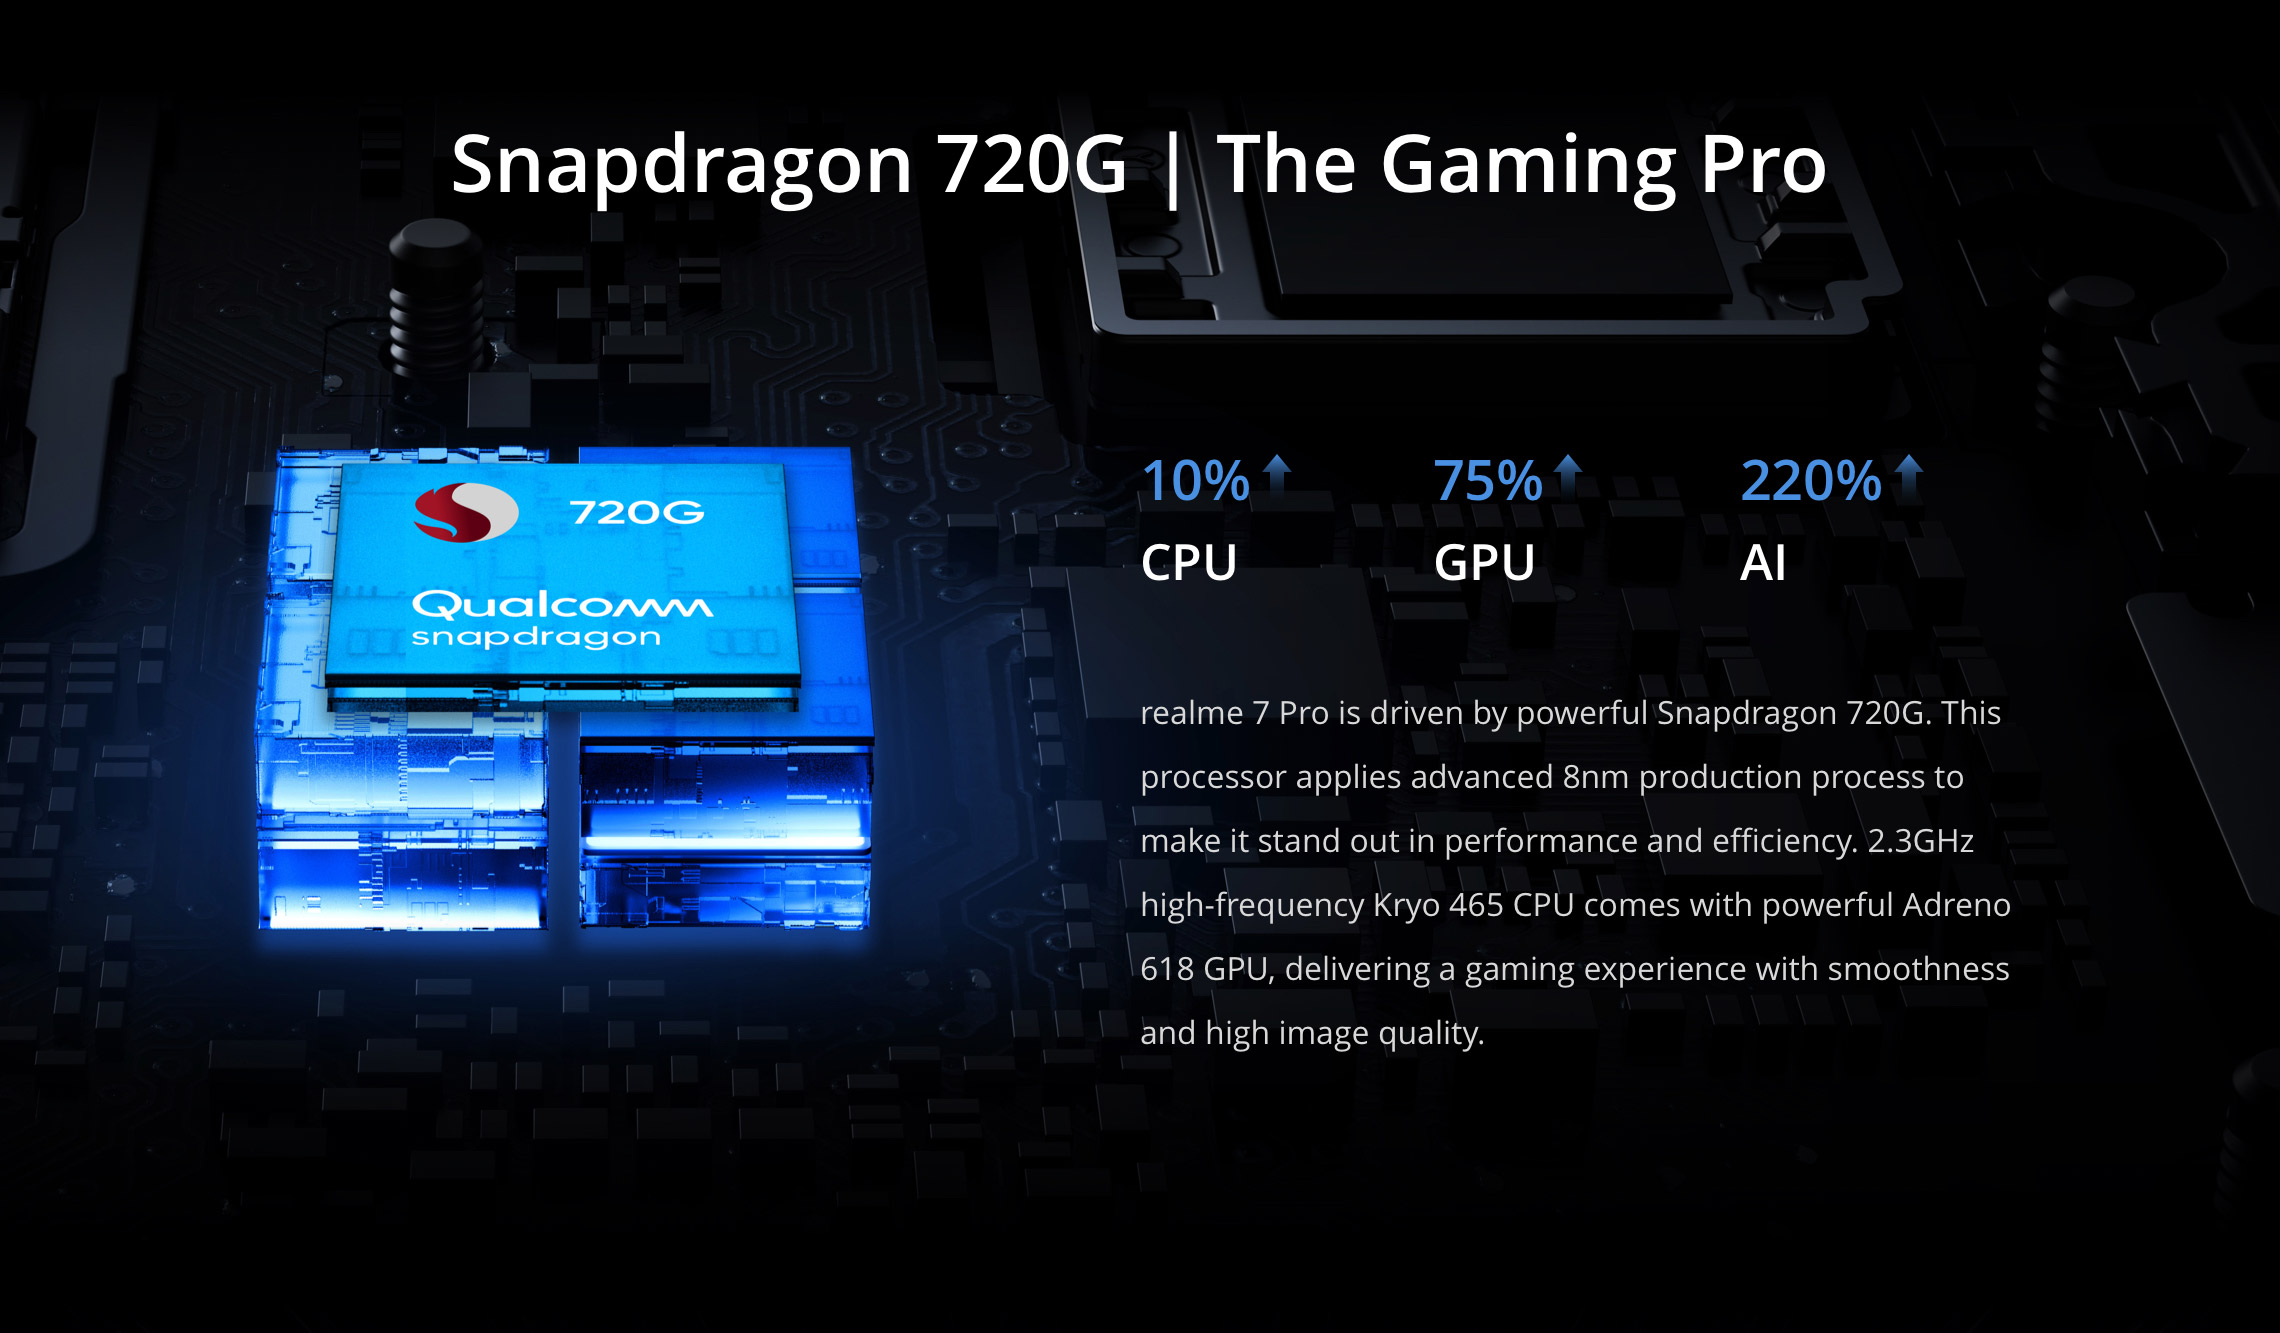 Snapdragon 720G | The Gaming Pro
720G
Qualcomm
snapdragon
10% 75% 220%
CPU GPU AI
realme 7 Pro is driven by powerful Snapdragon 720G. This
processor applies advanced 8nm production process to
make it stand out in performance and efficiency. 2.3GHz
high-frequency Kryo 465 CPU comes with powerful Adreno
618 GPU, delivering a gaming experience with smoothness
and high image quality.